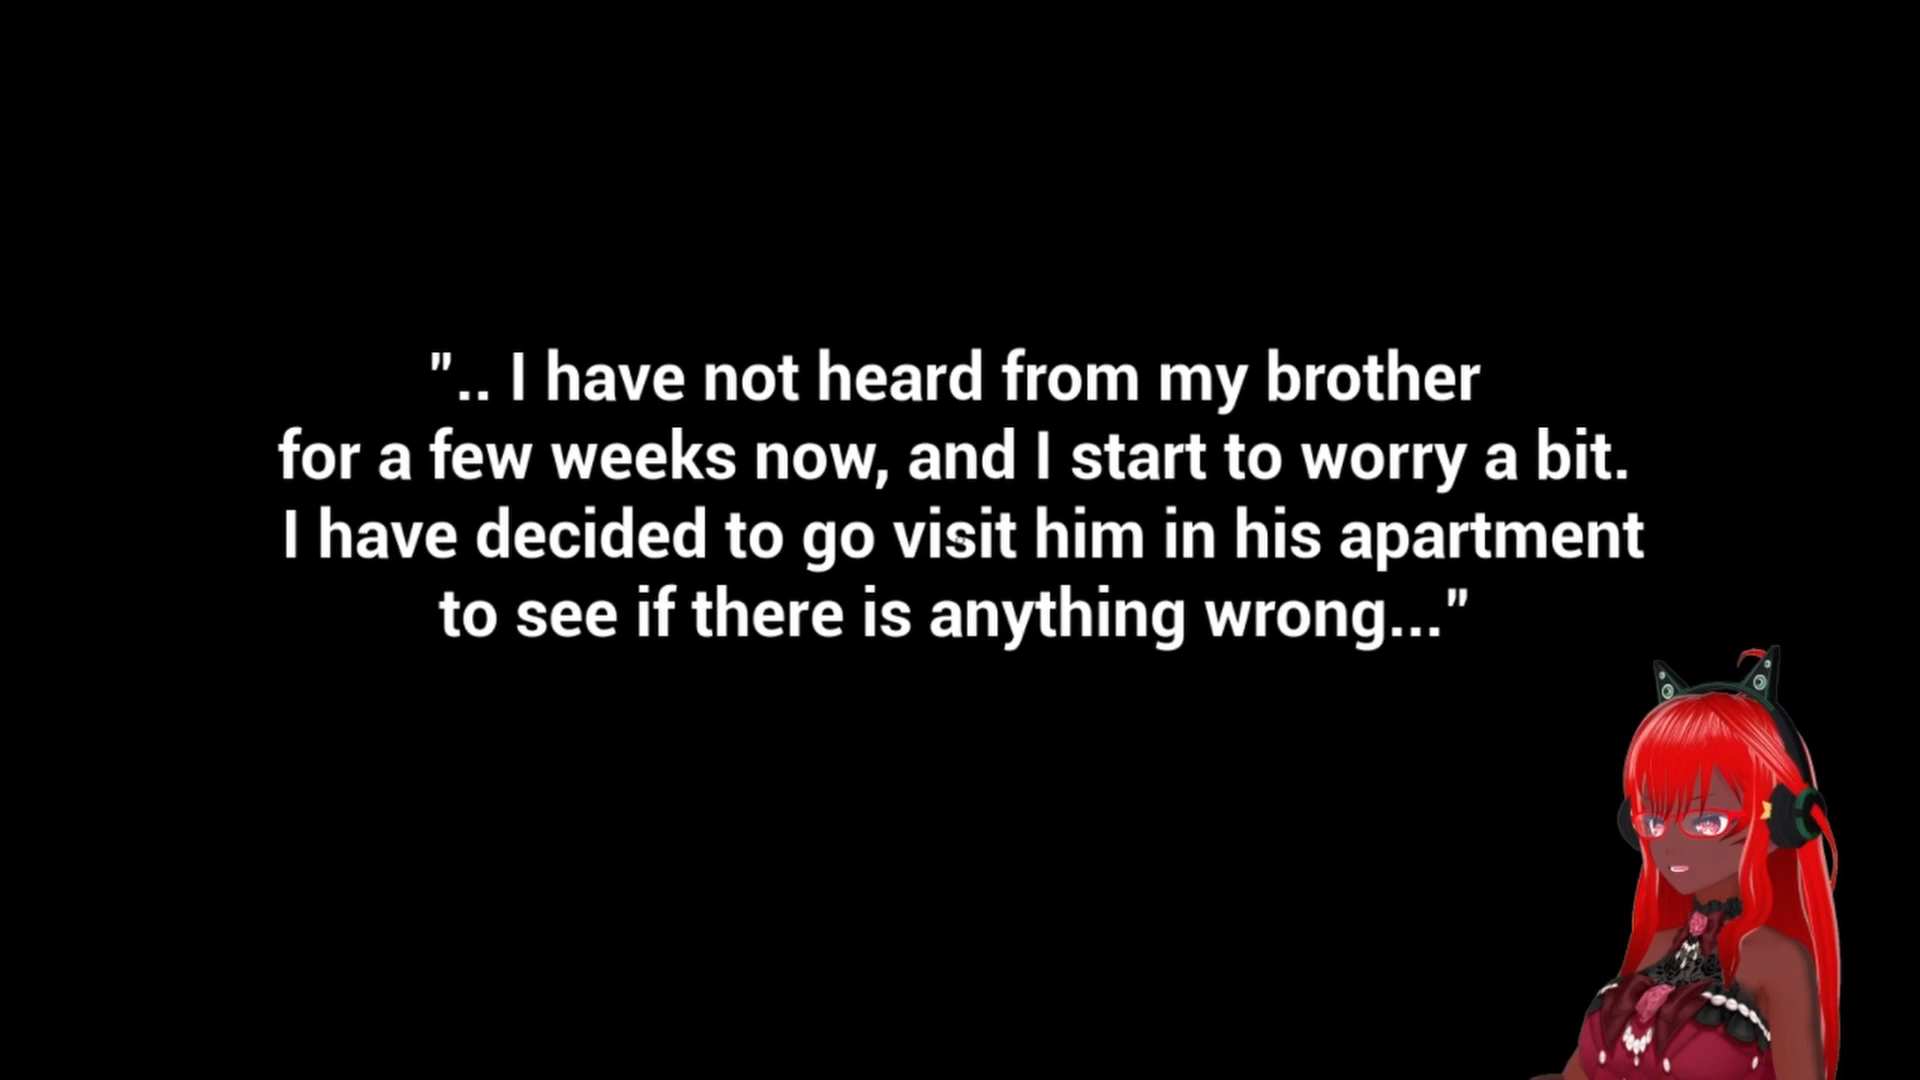 ".. I have not heard from my brother
for a few weeks now, and I start to worry a bit.
I have decided to go visit him in his apartment
to see if there is anything wrong..."